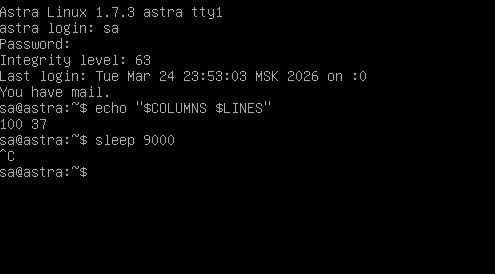 Astra Linux 1.7.3 astra tty1
astra login: sa
Password:
Integrity level: 63
Last login: Tue Mar 24 23:53:03 MSK 2026 on :0
You have mail.
sa@astra:~$ echo "$COLUMNS $LINES"
100 37
sa@astra:~$ sleep 9000
^C
sa@astra:~$